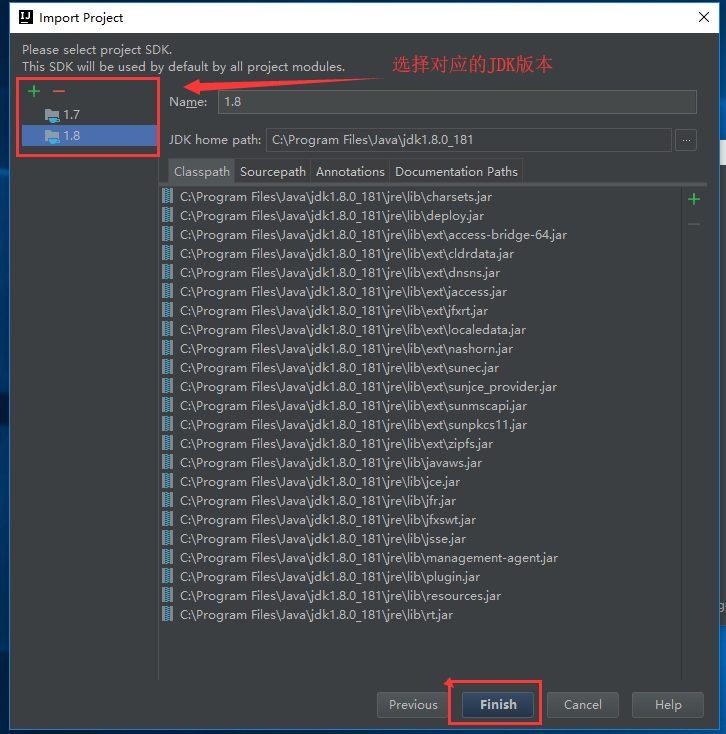 Import Project
Please select project SDK.
This SDK will be used by default by all project modules.
选择对应的JDK版本
1.7
1.8
Name: 1.8
JDK home path: C:\Program Files\Java\jdk1.8.0_181
Classpath Sourcepath Annotations Documentation Paths
C:\Program Files\Java\jdk1.8.0_181\jre\lib\charsets.jar
C:\Program Files\Java\jdk1.8.0_181\jre\lib\deploy.jar
C:\Program Files\Java\jdk1.8.0_181\jre\lib\ext\access-bridge-64.jar
C:\Program Files\Java\jdk1.8.0_181\jre\lib\ext\cldrdata.jar
C:\Program Files\Java\jdk1.8.0_181\jre\lib\ext\dnsns.jar
C:\Program Files\Java\jdk1.8.0_181\jre\lib\ext\jaccess.jar
C:\Program Files\Java\jdk1.8.0_181\jre\lib\ext\jfxrt.jar
C:\Program Files\Java\jdk1.8.0_181\jre\lib\ext\localedata.jar
C:\Program Files\Java\jdk1.8.0_181\jre\lib\ext\nashorn.jar
C:\Program Files\Java\jdk1.8.0_181\jre\lib\ext\sunec.jar
C:\Program Files\Java\jdk1.8.0_181\jre\lib\ext\sunjce_provider.jar
C:\Program Files\Java\jdk1.8.0_181\jre\lib\ext\sunmscapi.jar
C:\Program Files\Java\jdk1.8.0_181\jre\lib\ext\sunpkcs11.jar
C:\Program Files\Java\jdk1.8.0_181\jre\lib\ext\zipfs.jar
C:\Program Files\Java\jdk1.8.0_181\jre\lib\javaws.jar
C:\Program Files\Java\jdk1.8.0_181\jre\lib\jce.jar
C:\Program Files\Java\jdk1.8.0_181\jre\lib\jfr.jar
C:\Program Files\Java\jdk1.8.0_181\jre\lib\jfxswt.jar
C:\Program Files\Java\jdk1.8.0_181\jre\lib\jsse.jar
C:\Program Files\Java\jdk1.8.0_181\jre\lib\management-agent.jar
C:\Program Files\Java\jdk1.8.0_181\jre\lib\plugin.jar
C:\Program Files\Java\jdk1.8.0_181\jre\lib\resources.jar
C:\Program Files\Java\jdk1.8.0_181\jre\lib\rt.jar
Previous Finish Cancel Help